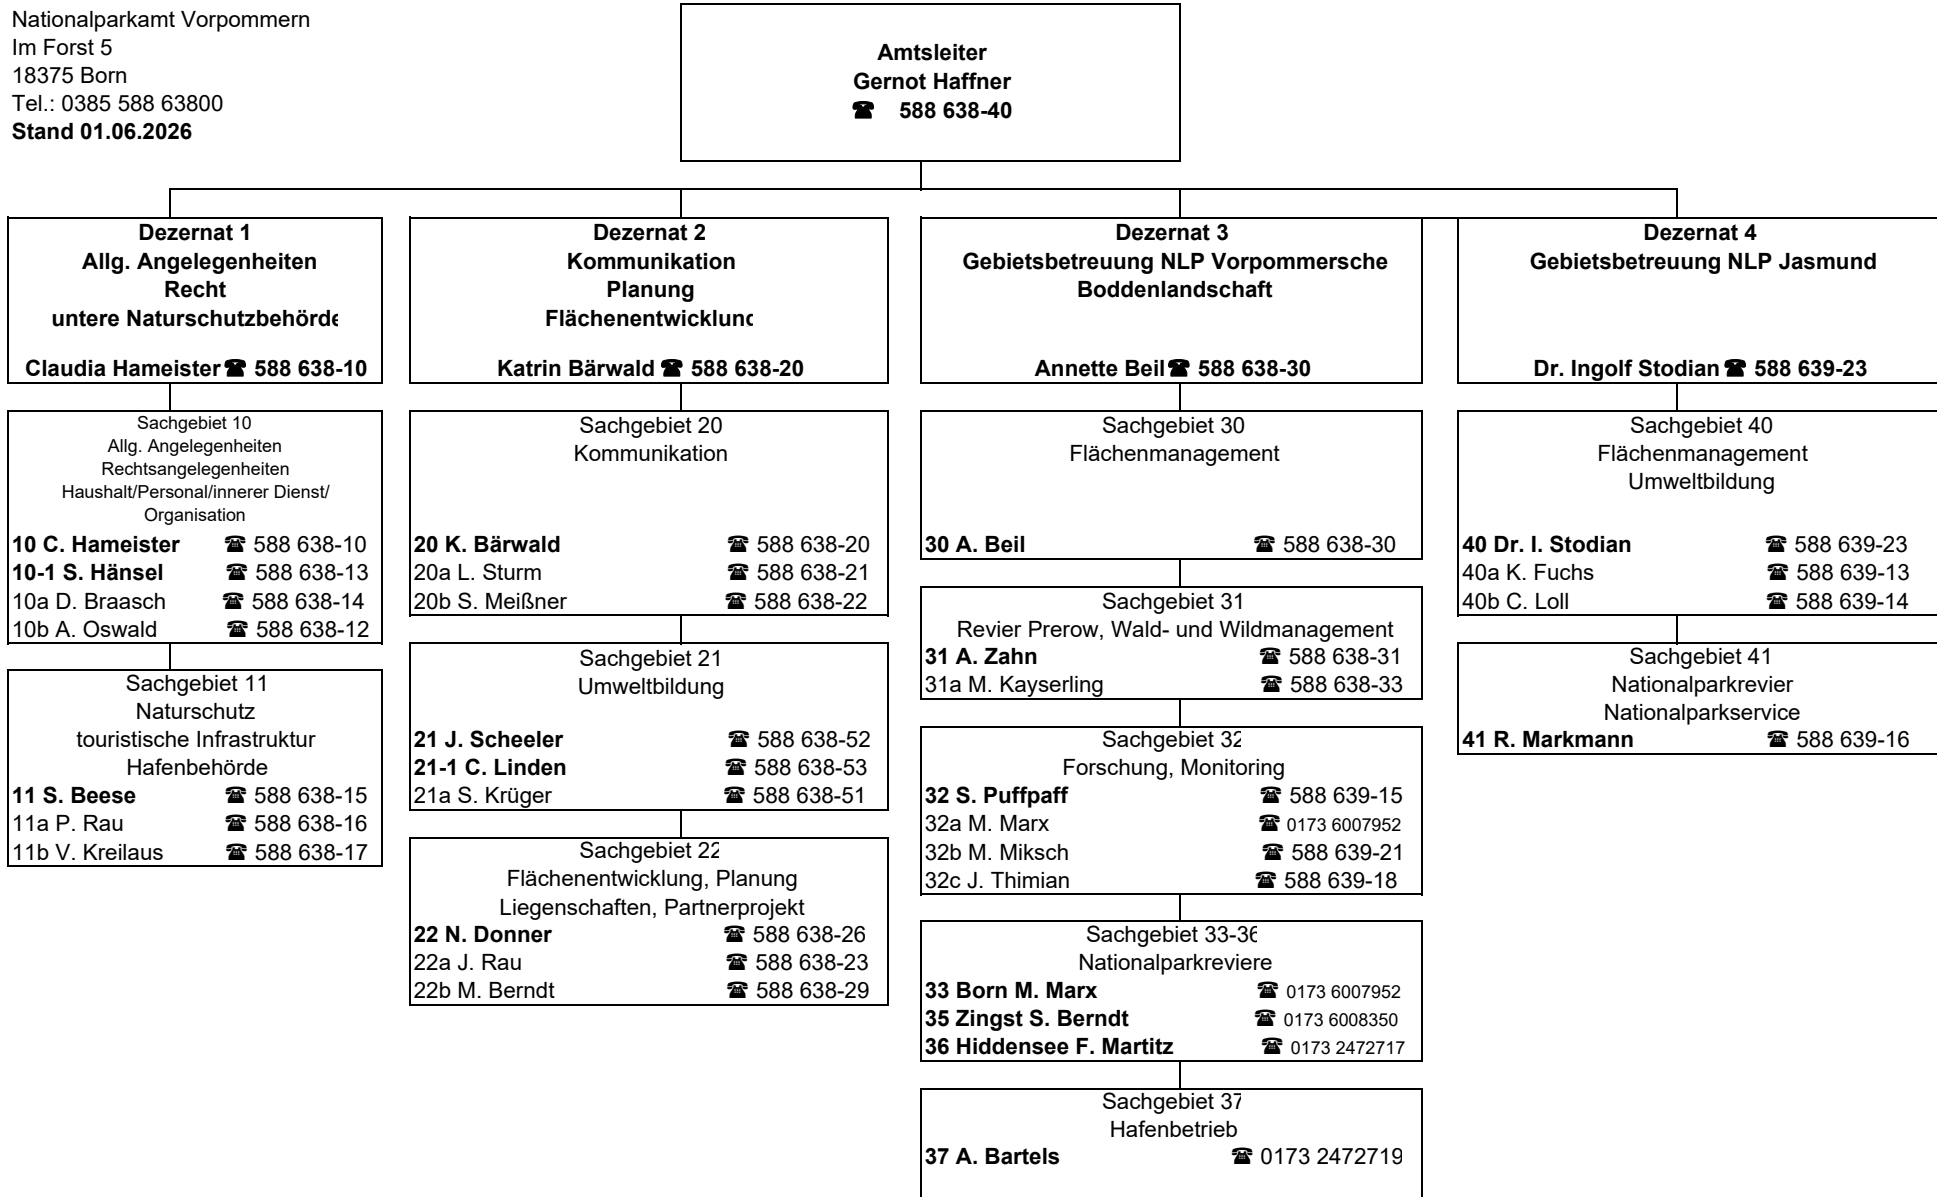 Nationalparkamt Vorpommern
Im Forst 5
18375 Born
Tel.: 0385 588 63800
Stand 01.06.2026
Amtsleiter
Gernot Haffner
☎ 588 638-40
Dezernat 1
Allg. Angelegenheiten
Recht
untere Naturschutzbehörde
Claudia Hameister ☎ 588 638-10
Sachgebiet 10
Allg. Angelegenheiten
Rechtsangelegenheiten
Haushalt/Personal/innerer Dienst/
Organisation
10 C. Hameister ☎ 588 638-10
10-1 S. Hänsel ☎ 588 638-13
10a D. Braasch ☎ 588 638-14
10b A. Oswald ☎ 588 638-12
Sachgebiet 11
Naturschutz
touristische Infrastruktur
Hafenbehörde
11 S. Beese ☎ 588 638-15
11a P. Rau ☎ 588 638-16
11b V. Kreilaus ☎ 588 638-17
Dezernat 2
Kommunikation
Planung
Flächenentwicklung
Katrin Bärwald ☎ 588 638-20
Sachgebiet 20
Kommunikation
20 K. Bärwald ☎ 588 638-20
20a L. Sturm ☎ 588 638-21
20b S. Meißner ☎ 588 638-22
Sachgebiet 21
Umweltbildung
21 J. Scheeler ☎ 588 638-52
21-1 C. Linden ☎ 588 638-53
21a S. Krüger ☎ 588 638-51
Sachgebiet 22
Flächenentwicklung, Planung
Liegenschaften, Partnerprojekt
22 N. Donner ☎ 588 638-26
22a J. Rau ☎ 588 638-23
22b M. Berndt ☎ 588 638-29
Dezernat 3
Gebietsbetreuung NLP Vorpommersche
Boddenlandschaft
Annette Beil ☎ 588 638-30
Sachgebiet 30
Flächenmanagement
30 A. Beil ☎ 588 638-30
Sachgebiet 31
Revier Prerow, Wald- und Wildmanagement
31 A. Zahn ☎ 588 638-31
31a M. Kayserling ☎ 588 638-33
Sachgebiet 32
Forschung, Monitoring
32 S. Puffpaff ☎ 588 639-15
32a M. Marx ☎ 0173 6007952
32b M. Miksch ☎ 588 639-21
32c J. Thimian ☎ 588 639-18
Sachgebiet 33-36
Nationalparkreviere
33 Born M. Marx ☎ 0173 6007952
35 Zingst S. Berndt ☎ 0173 6008350
36 Hiddensee F. Martitz ☎ 0173 2472717
Sachgebiet 37
Hafenbetrieb
37 A. Bartels ☎ 0173 2472719
Dezernat 4
Gebietsbetreuung NLP Jasmund
Dr. Ingolf Stodian ☎ 588 639-23
Sachgebiet 40
Flächenmanagement
Umweltbildung
40 Dr. I. Stodian ☎ 588 639-23
40a K. Fuchs ☎ 588 639-13
40b C. Loll ☎ 588 639-14
Sachgebiet 41
Nationalparkrevier
Nationalparkservice
41 R. Markmann ☎ 588 639-16